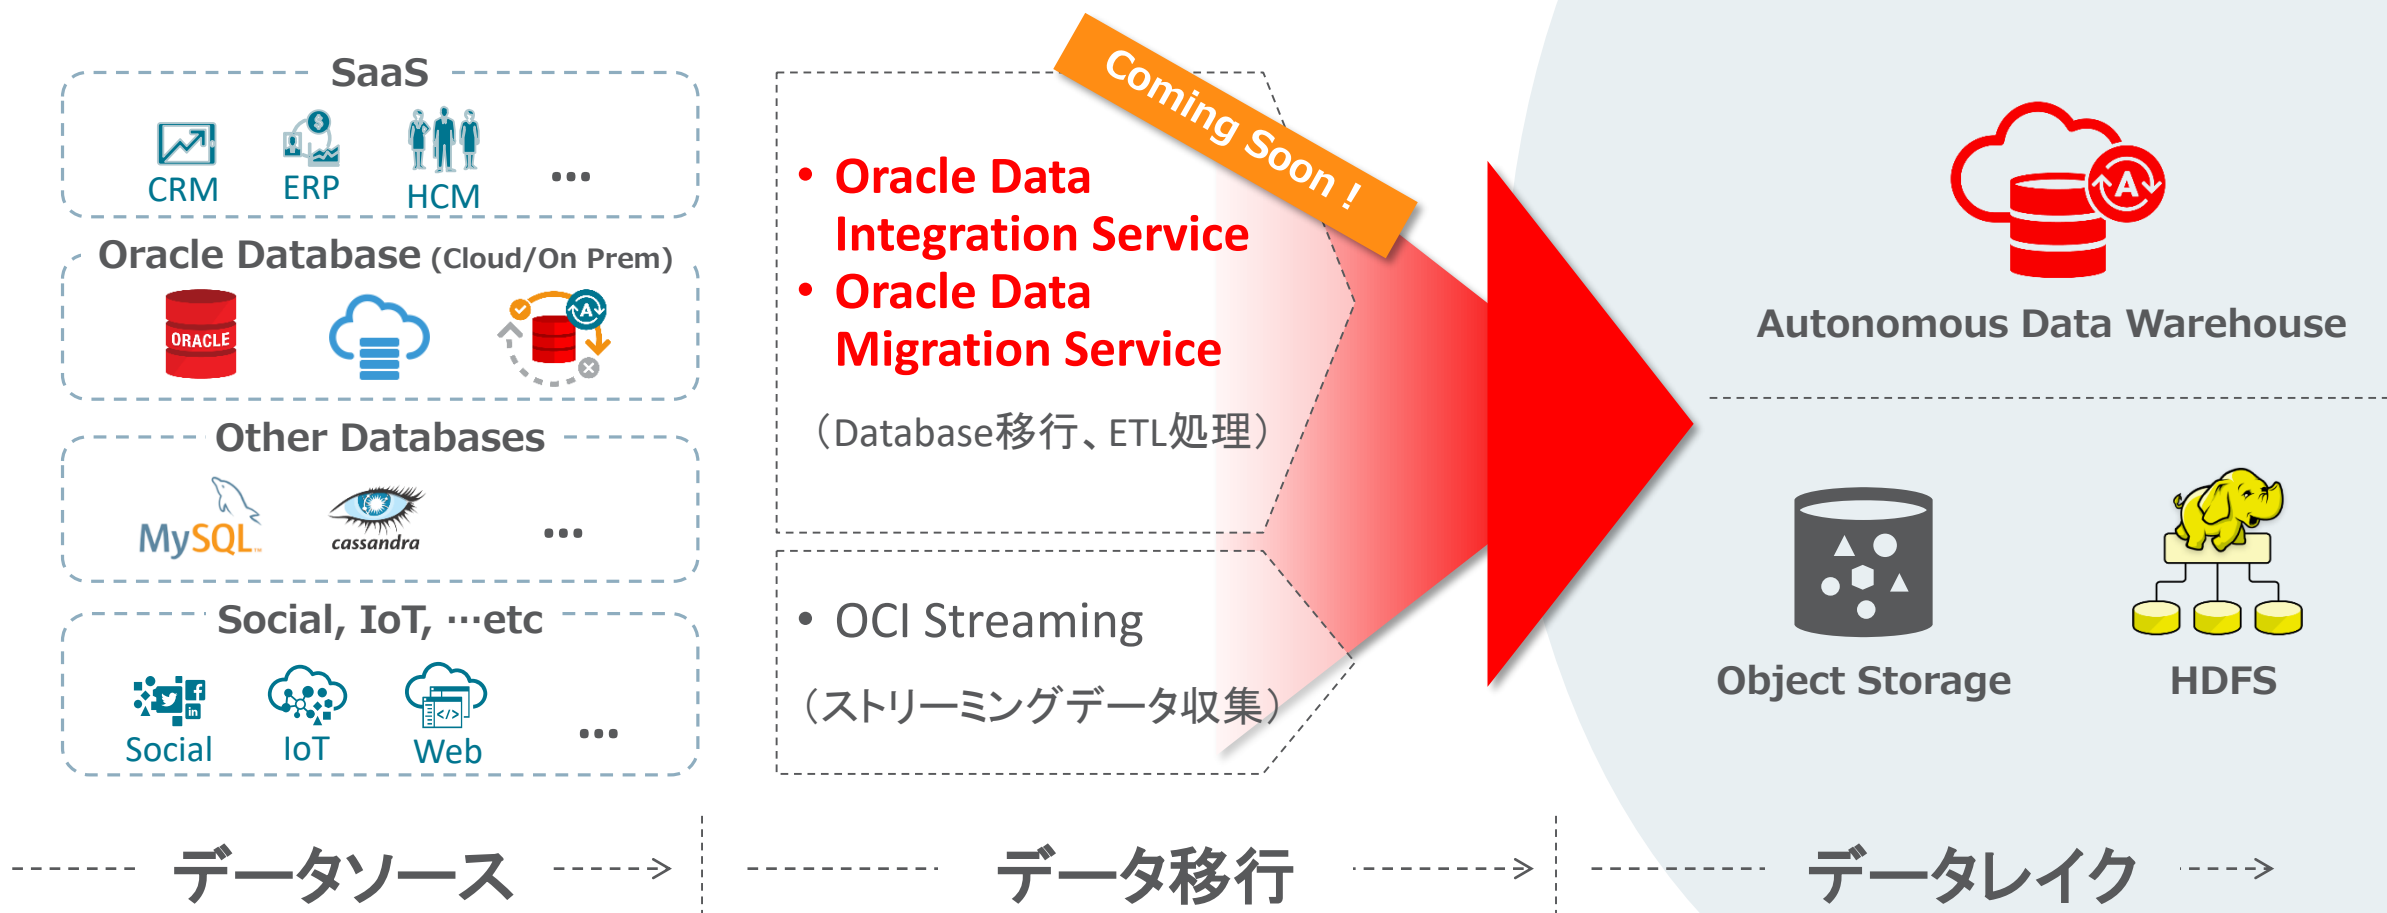 SaaS
CRM
ERP
HCM
...
Oracle Database (Cloud/On Prem)
ORACLE
A
Other Databases
MySQL
cassandra
...
Social, IoT, …etc
Social
IoT
Web
...
Coming Soon !
• Oracle Data
Integration Service
• Oracle Data
Migration Service
（Database移行、ETL処理）
• OCI Streaming
（ストリーミングデータ収集）
A
Autonomous Data Warehouse
Object Storage
HDFS
データソース
データ移行
データレイク